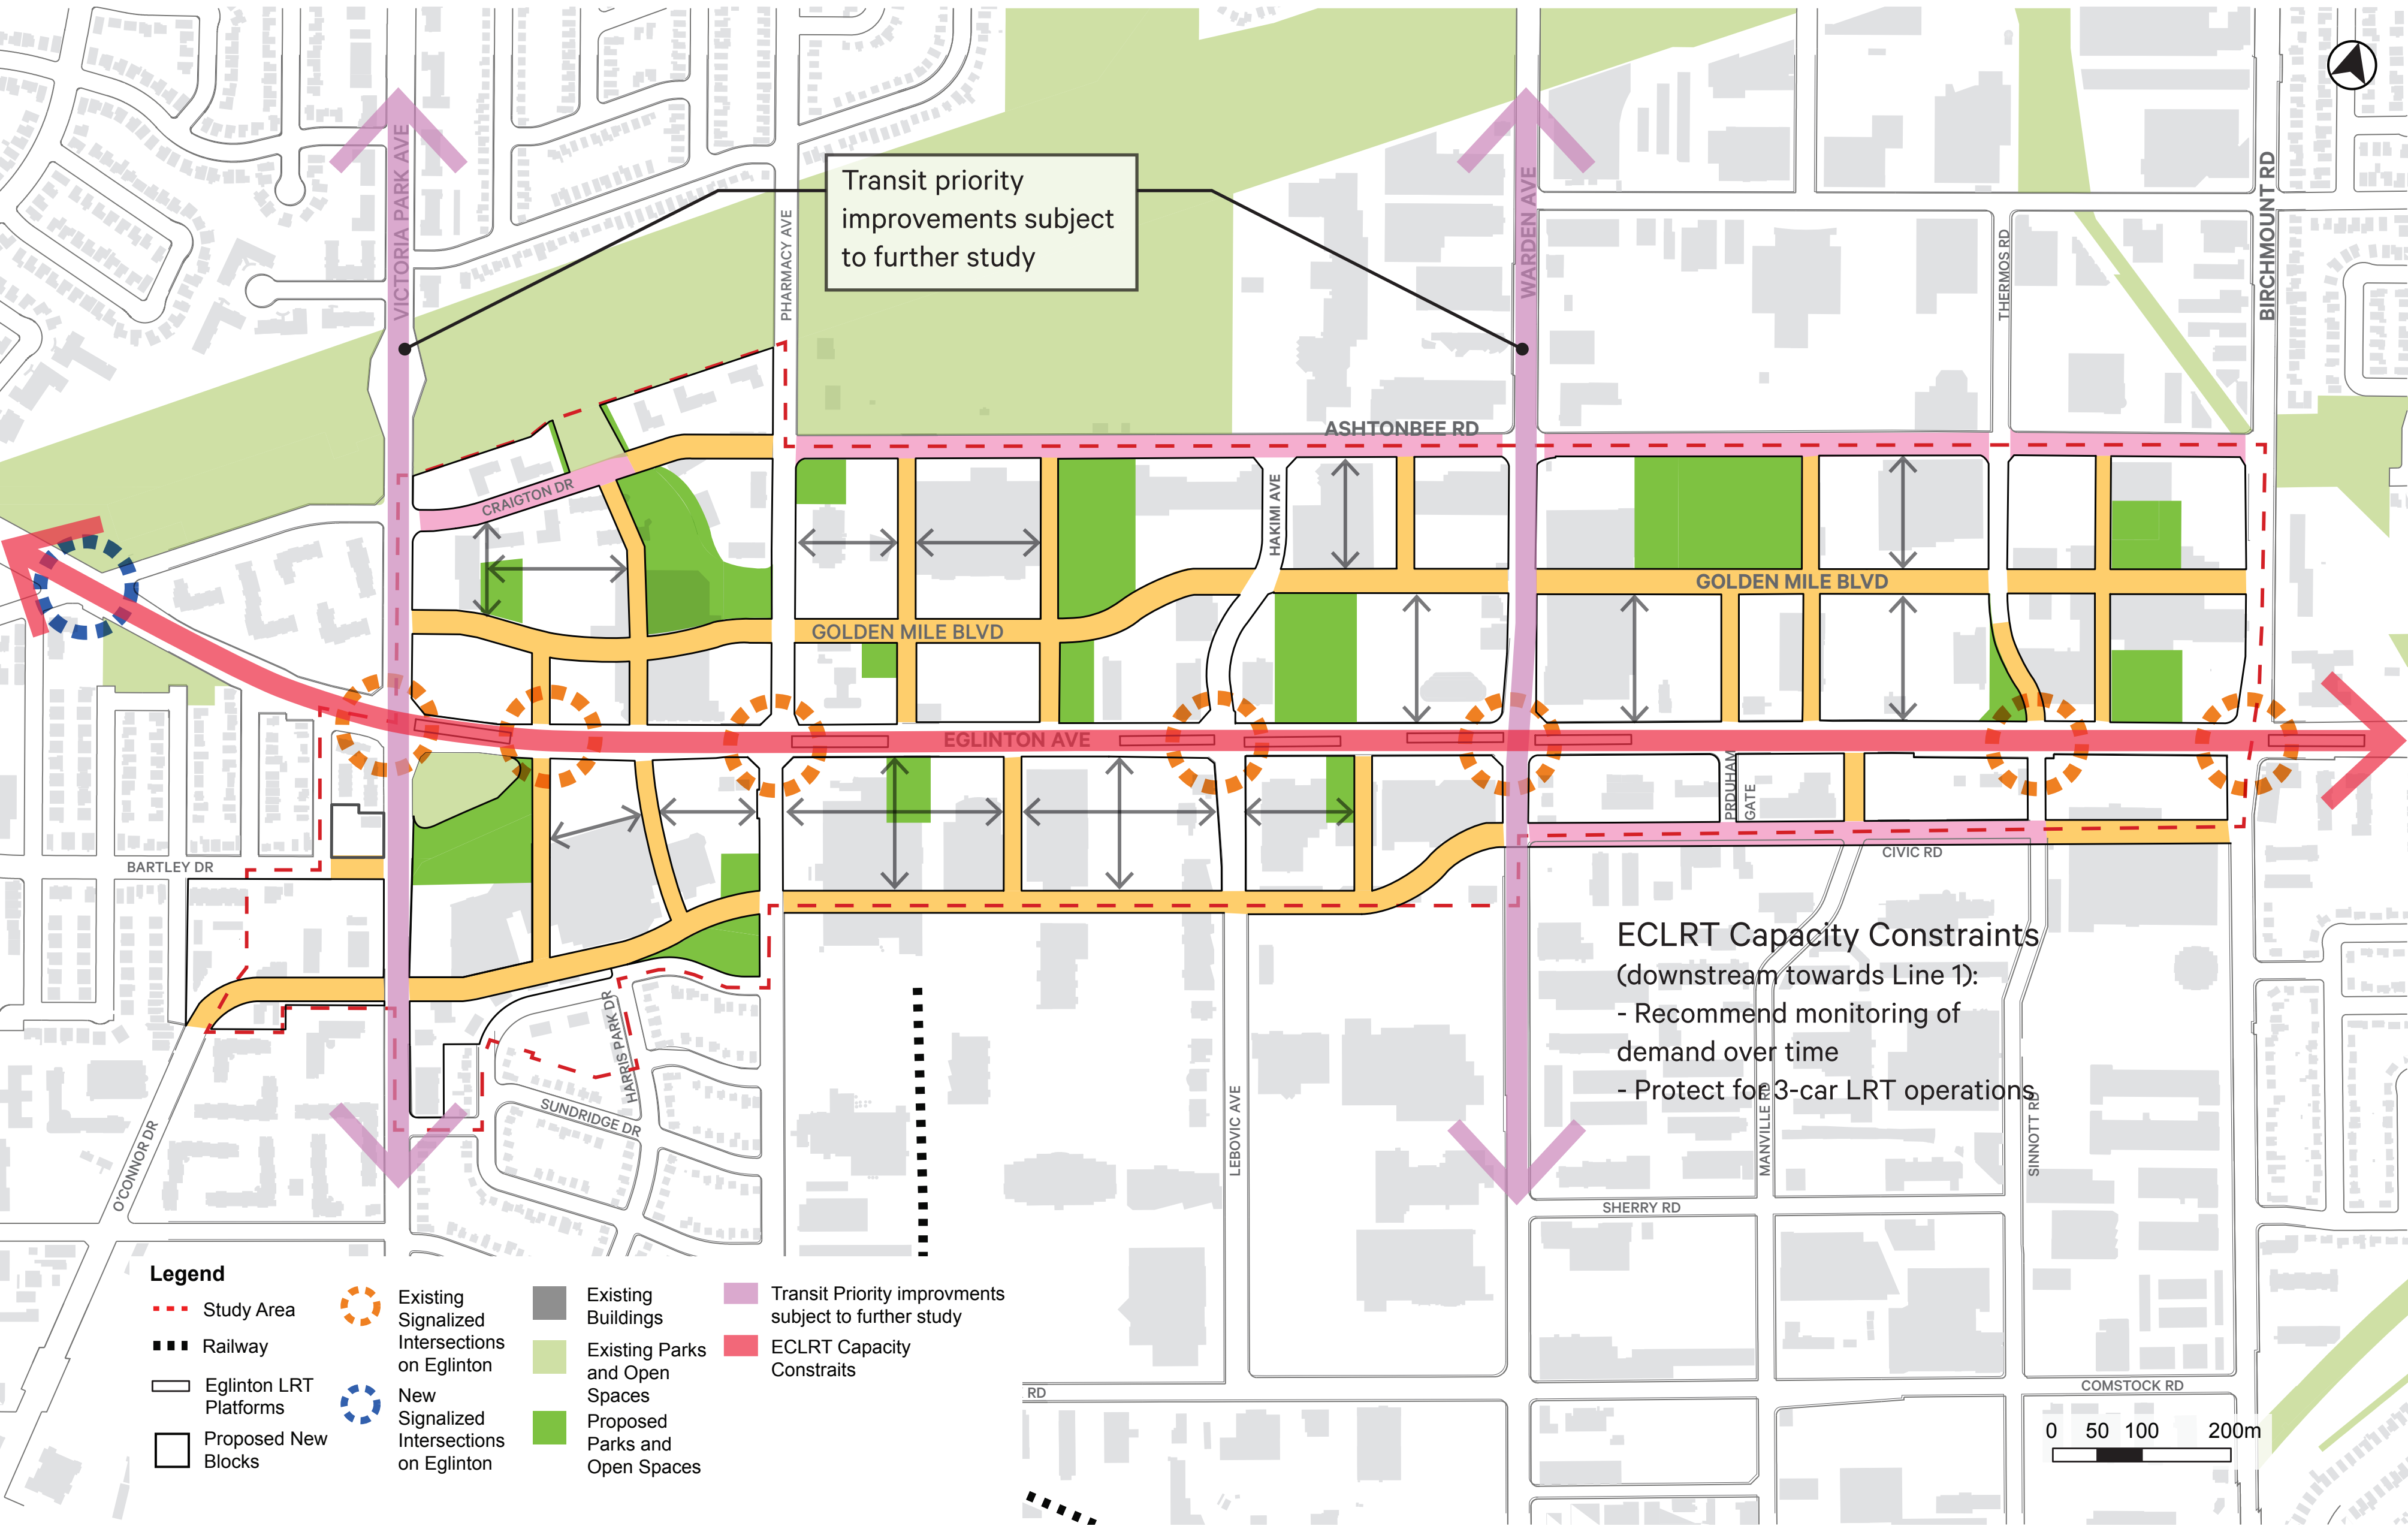 VICTORIA PARK AVE
PHARMACY AVE
Transit priority
improvements subject
to further study
WARDEN AVE
THERMOS RD
BIRCHMOUNT RD
ASHTONBEE RD
CRAIGTON DR
HAKIMI AVE
GOLDEN MILE BLVD
GOLDEN MILE BLVD
EGLINTON AVE
PRDUHAM
GATE
BARTLEY DR
CIVIC RD
ECLRT Capacity Constraints
(downstream towards Line 1):
- Recommend monitoring of
demand over time
- Protect for 3-car LRT operations
HARRIS PARK DR
SUNDRIDGE DR
O'CONNOR DR
LEBOVIC AVE
MANVILLE RD
SINNOTT RD
SHERRY RD
RD
COMSTOCK RD
0 50 100 200m
Legend
Study Area
Railway
Eglinton LRT
Platforms
Proposed New
Blocks
Existing
Signalized
Intersections
on Eglinton
New
Signalized
Intersections
on Eglinton
Existing
Buildings
Existing Parks
and Open
Spaces
Proposed
Parks and
Open Spaces
Transit Priority improvments
subject to further study
ECLRT Capacity
Constraits